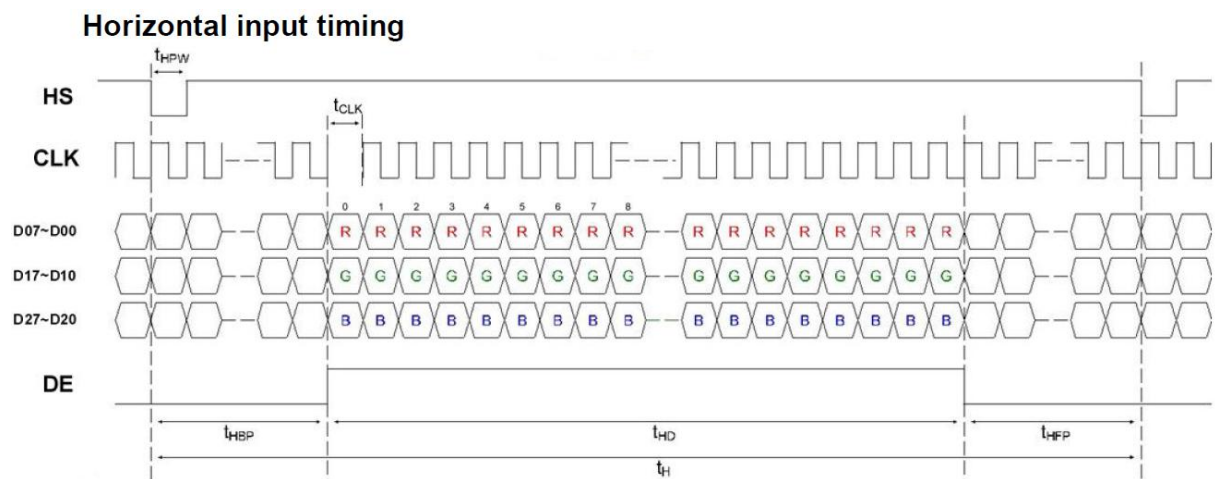 Horizontal input timing
tHPW
HS
tCLK
CLK
0 1 2 3 4 5 6 7 8
D07~D00 R R R R R R R R R R R R R R R R R
D17~D10 G G G G G G G G G G G G G G G G G
D27~D20 B B B B B B B B B B B B B B B B B
DE
tHBP tHD tHFP
tH